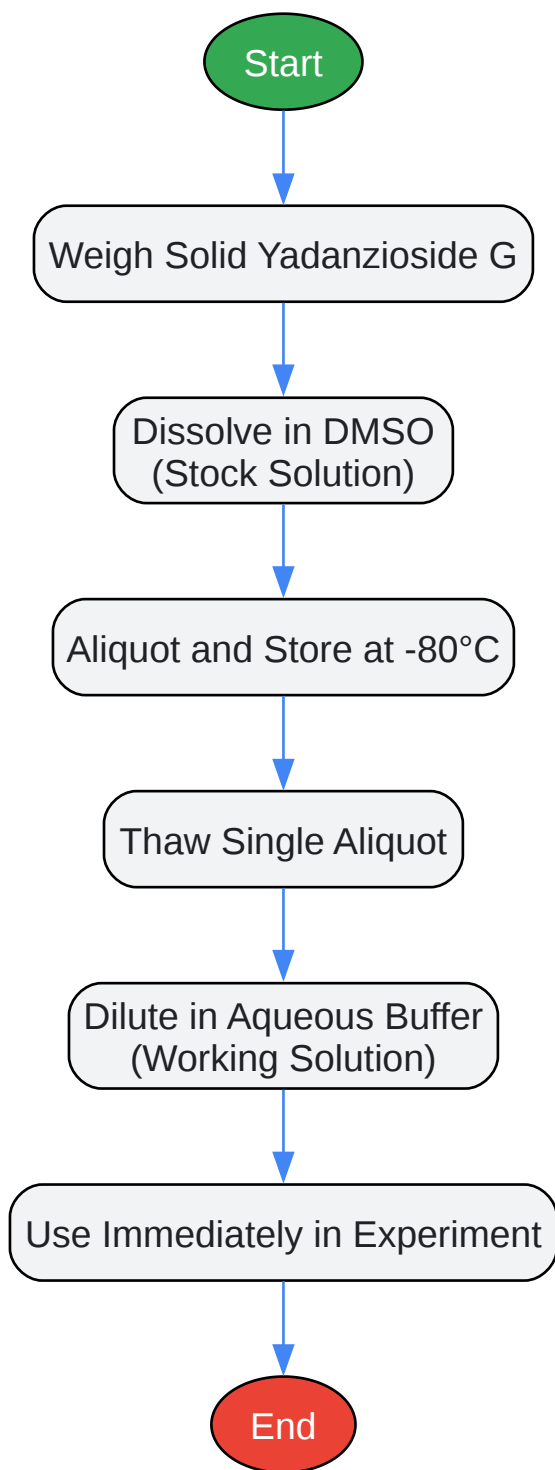 Start
Weigh Solid Yadanzioside G
Dissolve in DMSO
(Stock Solution)
Aliquot and Store at -80°C
Thaw Single Aliquot
Dilute in Aqueous Buffer
(Working Solution)
Use Immediately in Experiment
End